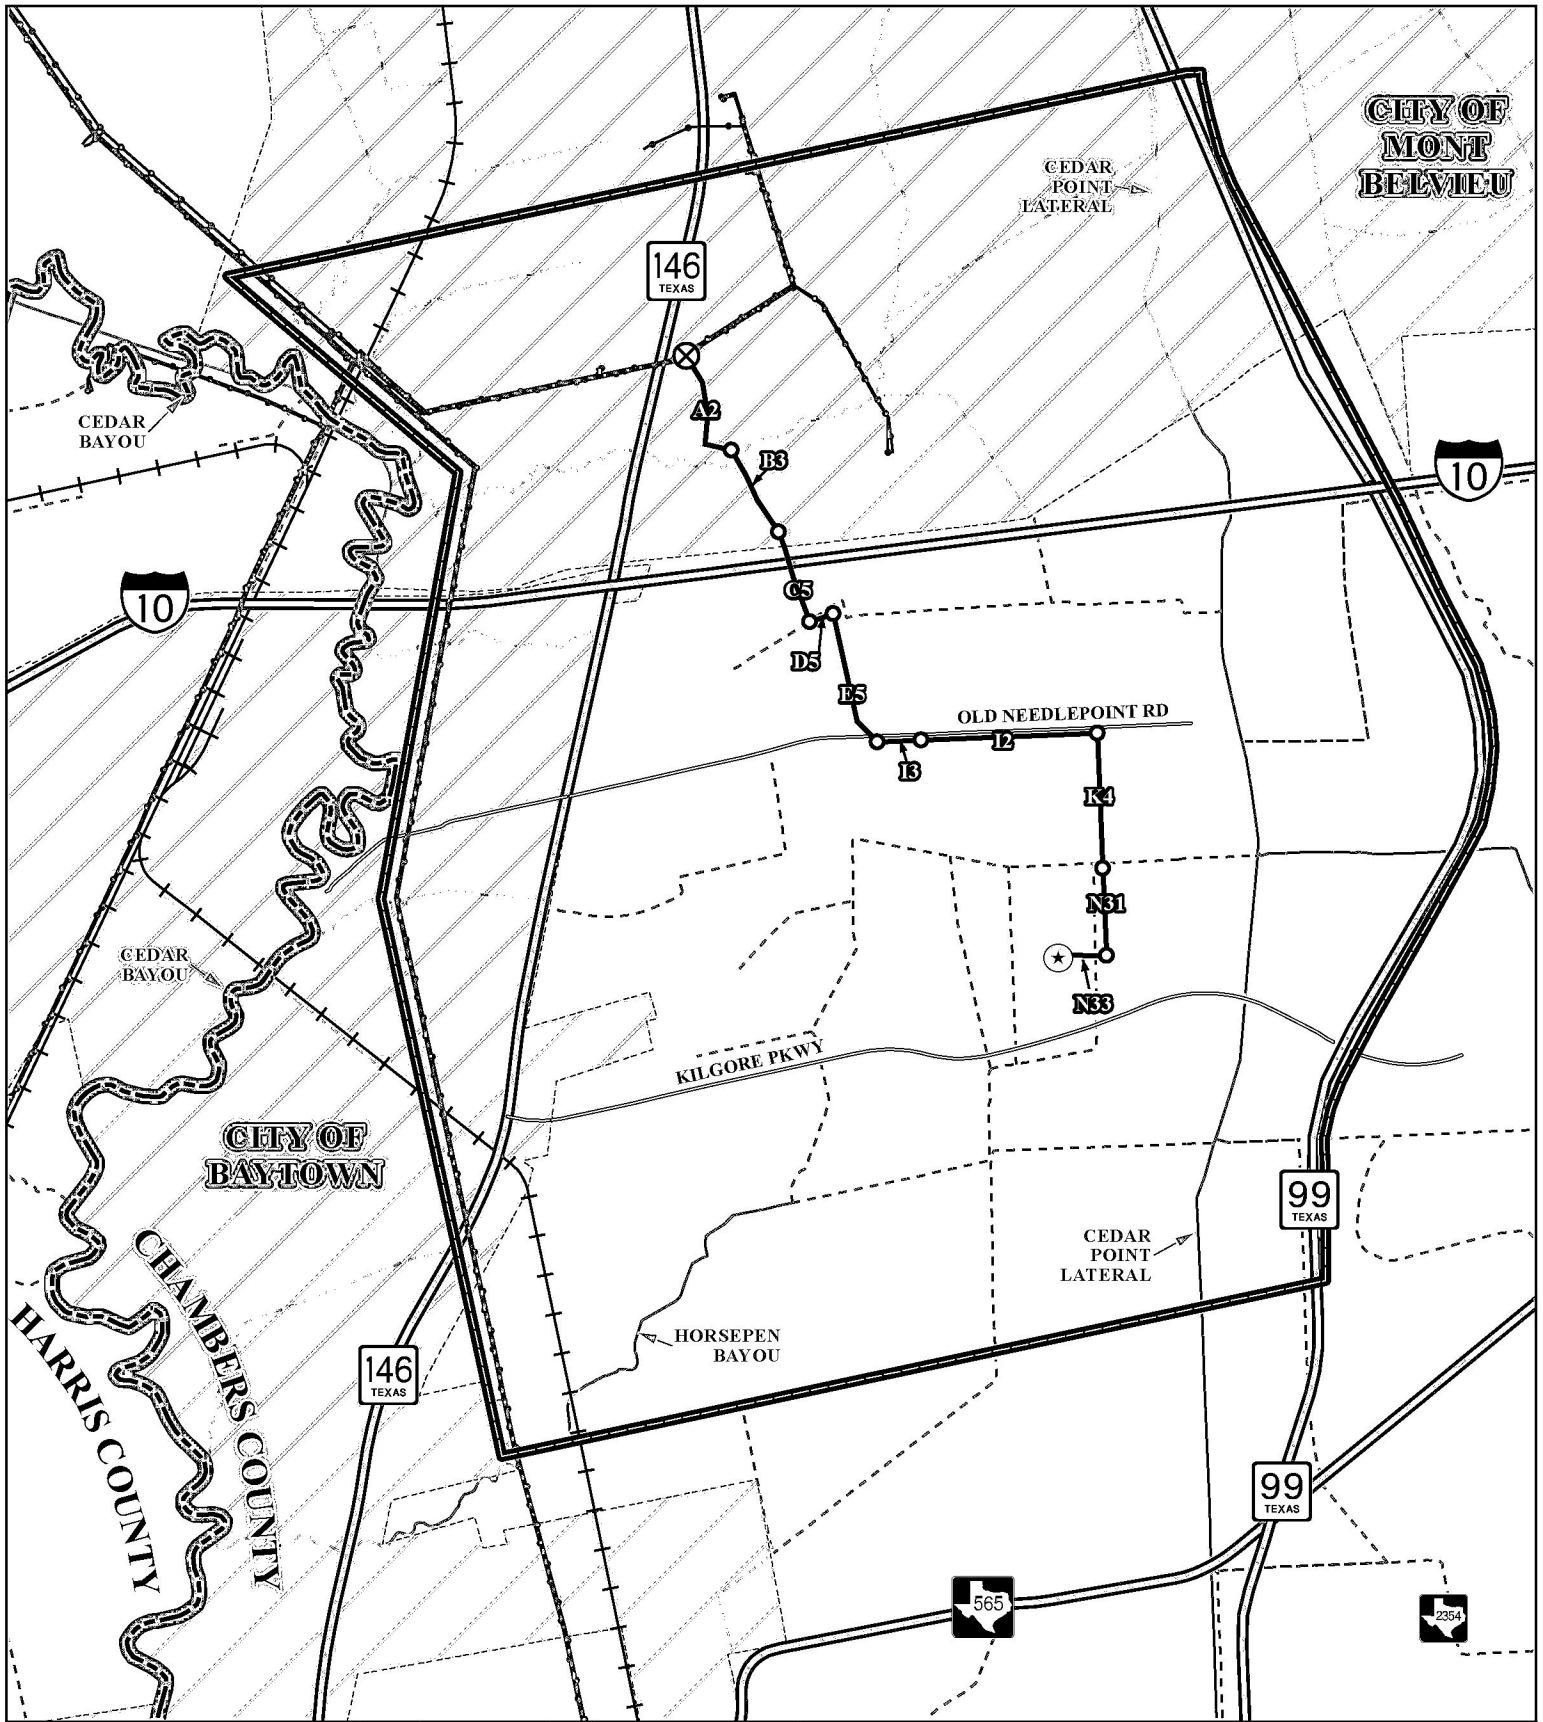 CITY OF
MONT
BELVIEU
CEDAR
POINT
LATERAL
146
TEXAS
A2
CEDAR
BAYOU
B3
10
10
C5
D5
E5
OLD NEEDLEPOINT RD
I2
I3
K4
N31
CEDAR
BAYOU
N33
KILGORE PKWY
CITY OF
BAYTOWN
99
TEXAS
CEDAR
POINT
LATERAL
CHAMBERS COUNTY
HARRIS COUNTY
HORSEPEN
BAYOU
146
TEXAS
99
TEXAS
565
2354